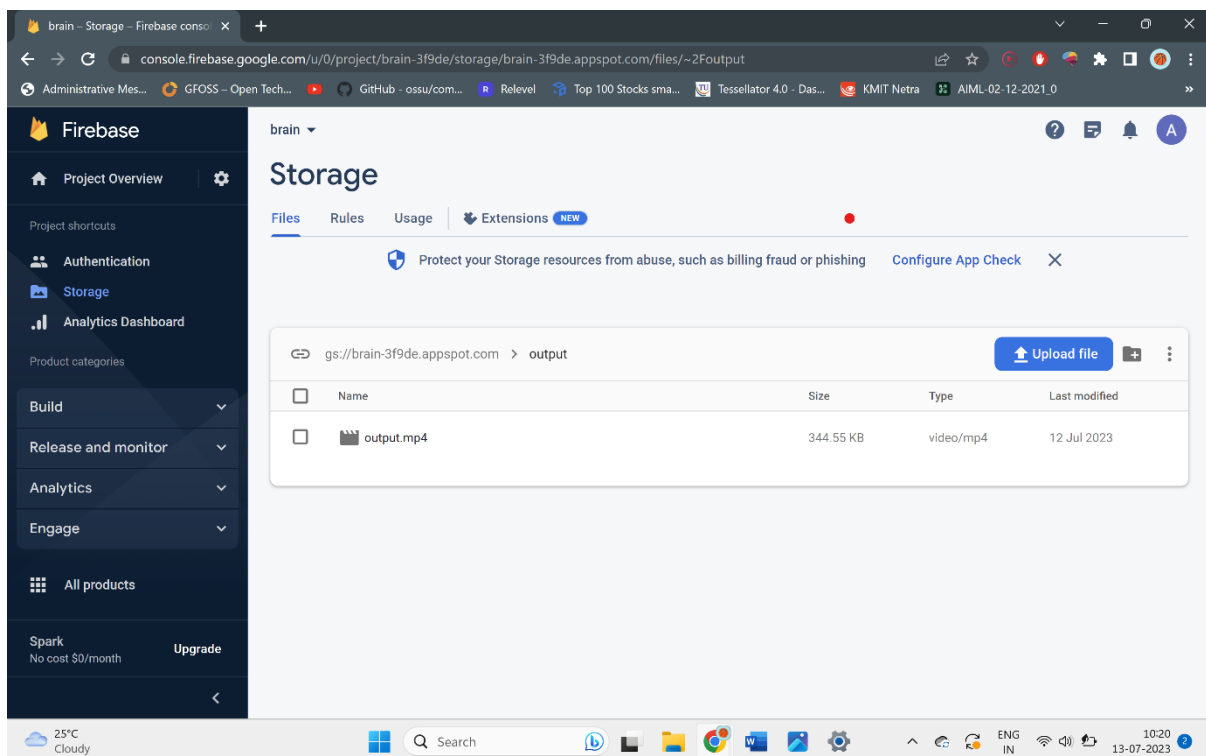 brain – Storage – Firebase consol
console.firebase.google.com/u/0/project/brain-3f9de/storage/brain-3f9de.appspot.com/files/~2Foutput
Administrative Mes... GFOSS – Open Tech... GitHub - ossu/com... R Relevel Top 100 Stocks sma... TU Tessellator 4.0 - Das... KMIT Netra AIML-02-12-2021_0 »
Firebase
brain
A
Project Overview
Storage
Project shortcuts
Files Rules Usage Extensions NEW
Authentication
Protect your Storage resources from abuse, such as billing fraud or phishing Configure App Check
Storage
Analytics Dashboard
Product categories
gs://brain-3f9de.appspot.com > output Upload file
Name Size Type Last modified
Build
output.mp4 344.55 KB video/mp4 12 Jul 2023
Release and monitor
Analytics
Engage
All products
Spark
No cost $0/month
Upgrade
25°C
Cloudy
Search
ENG
IN
10:20
13-07-2023
2